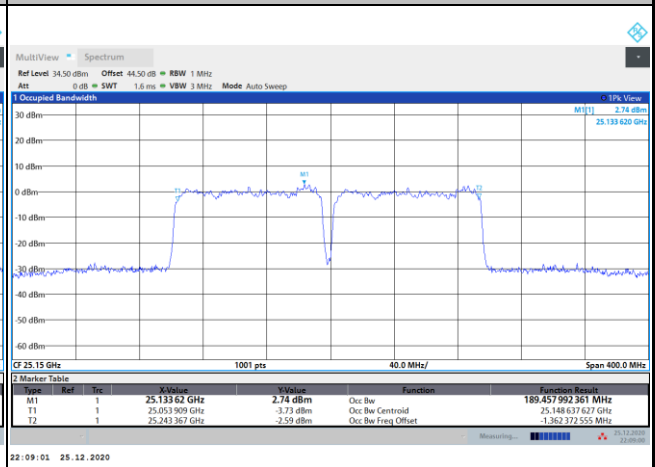 MultiView Spectrum
Ref Level 34.50 dBm Offset 44.50 dB RBW 1 MHz
Att 0 dB SWT 1.6 ms VBW 3 MHz Mode Auto Sweep
1 Occupied Bandwidth 1Pk View
M1[1] 2.74 dBm
25.133 620 GHz
30 dBm
20 dBm
10 dBm
M1
T1
T2
0 dBm
-10 dBm
-20 dBm
-30 dBm
-40 dBm
-50 dBm
-60 dBm
CF 25.15 GHz 1001 pts 40.0 MHz/ Span 400.0 MHz
2 Marker Table
Type Ref Trc X-Value Y-Value Function Function Result
M1 1 25.133 62 GHz 2.74 dBm Occ Bw 189.457 992 361 MHz
T1 1 25.053 909 GHz -3.73 dBm Occ Bw Centroid 25.148 637 627 GHz
T2 1 25.243 367 GHz -2.59 dBm Occ Bw Freq Offset -1.362 372 555 MHz
Measuring... 25.12.2020
22:09:00
22:09:01 25.12.2020